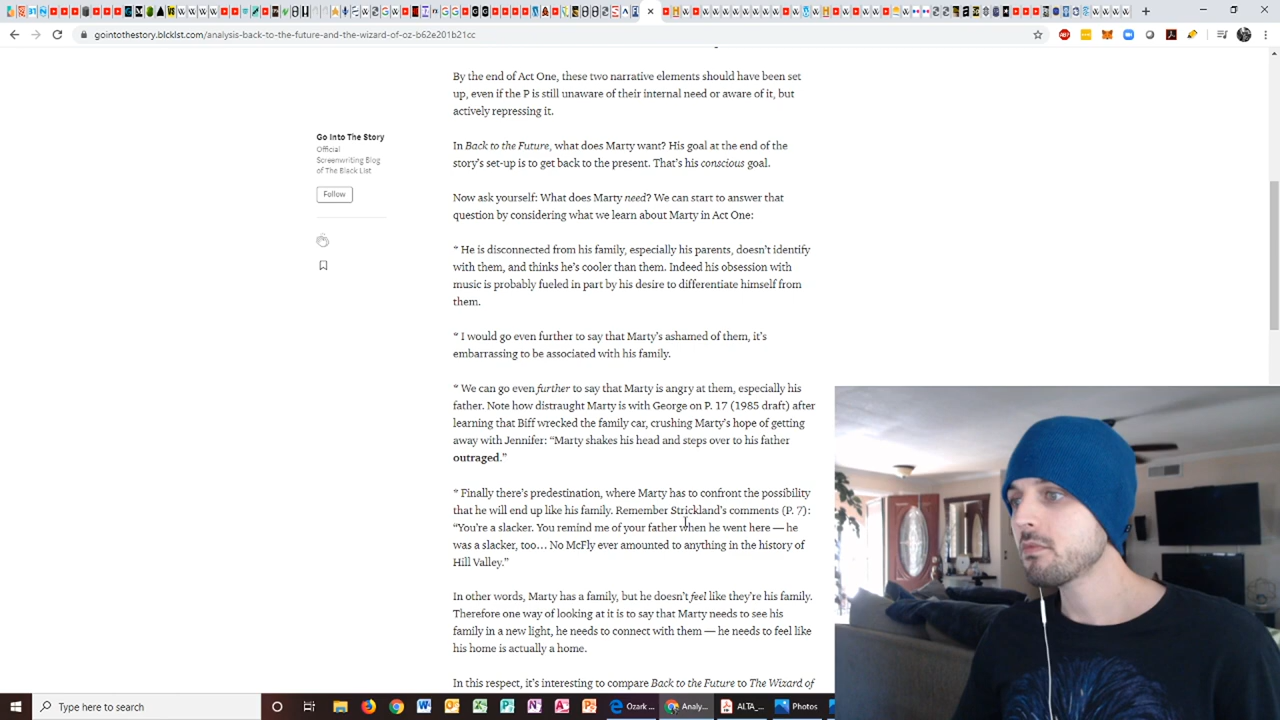 gointothestory.blcklst.com/analysis-back-to-the-future-and-the-wizard-of-oz-b62e201b21cc
By the end of Act One, these two narrative elements should have been set
up, even if the P is still unaware of their internal need or aware of it, but
actively repressing it.
Go Into The Story
Official
Screenwriting Blog
of The Black List
Follow
In Back to the Future, what does Marty want? His goal at the end of the
story's set-up is to get back to the present. That's his conscious goal.
Now ask yourself: What does Marty need? We can start to answer that
question by considering what we learn about Marty in Act One:
* He is disconnected from his family, especially his parents, doesn't identify
with them, and thinks he's cooler than them. Indeed his obsession with
music is probably fueled in part by his desire to differentiate himself from
them.
* I would go even further to say that Marty's ashamed of them, it's
embarrassing to be associated with his family.
* We can go even further to say that Marty is angry at them, especially his
father. Note how distraught Marty is with George on P. 17 (1985 draft) after
learning that Biff wrecked the family car, crushing Marty's hope of getting
away with Jennifer: “Marty shakes his head and steps over to his father
outraged.”
* Finally there's predestination, where Marty has to confront the possibility
that he will end up like his family. Remember Strickland's comments (P. 7):
“You're a slacker. You remind me of your father when he went here — he
was a slacker, too... No McFly ever amounted to anything in the history of
Hill Valley.”
In other words, Marty has a family, but he doesn't feel like they're his family.
Therefore one way of looking at it is to say that Marty needs to see his
family in a new light, he needs to connect with them — he needs to feel like
his home is actually a home.
In this respect, it's interesting to compare Back to the Future to The Wizard of
Type here to search
Ozark ...
Analy...
ALTA_...
Photos